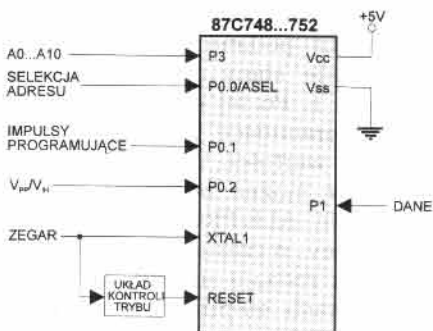 87C748...752
+5V
A0...A10
P3
Vcc
SELEKCJA
ADRESU
P0.0/ASEL
Vss
IMPULSY
PROGRAMUJĄCE
P0.1
VPP/VIH
P0.2
P1
DANE
ZEGAR
XTAL1
UKŁAD
KONTROLI
TRYBU
RESET